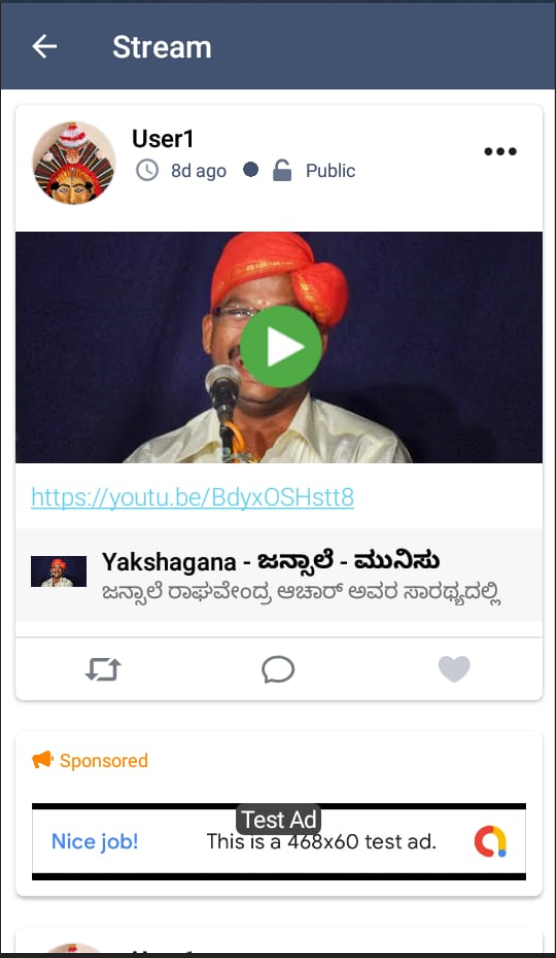 Stream
User1
8d ago Public
https://youtu.be/BdyxOSHstt8
Yakshagana - ಜನ್ಸಾಲೆ - ಮುನಿಸು
ಜನ್ಸಾಲೆ ರಾಘವೇಂದ್ರ ಆಚಾರ್ ಅವರ ಸಾರಥ್ಯದಲ್ಲಿ
Sponsored
Test Ad
Nice job! This is a 468x60 test ad.